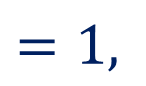 = 1,